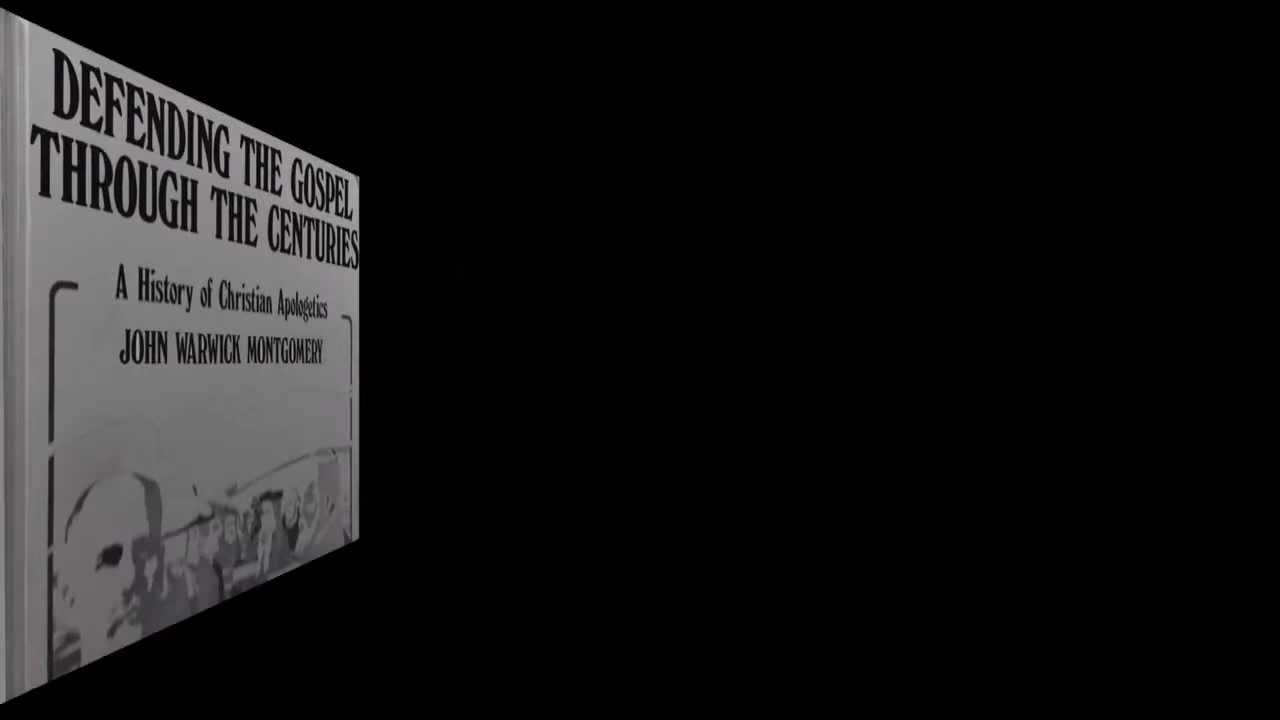 DEFENDING THE GOSPEL
THROUGH THE CENTURIES
A History of Christian Apologetics
JOHN WARWICK MONTGOMERY